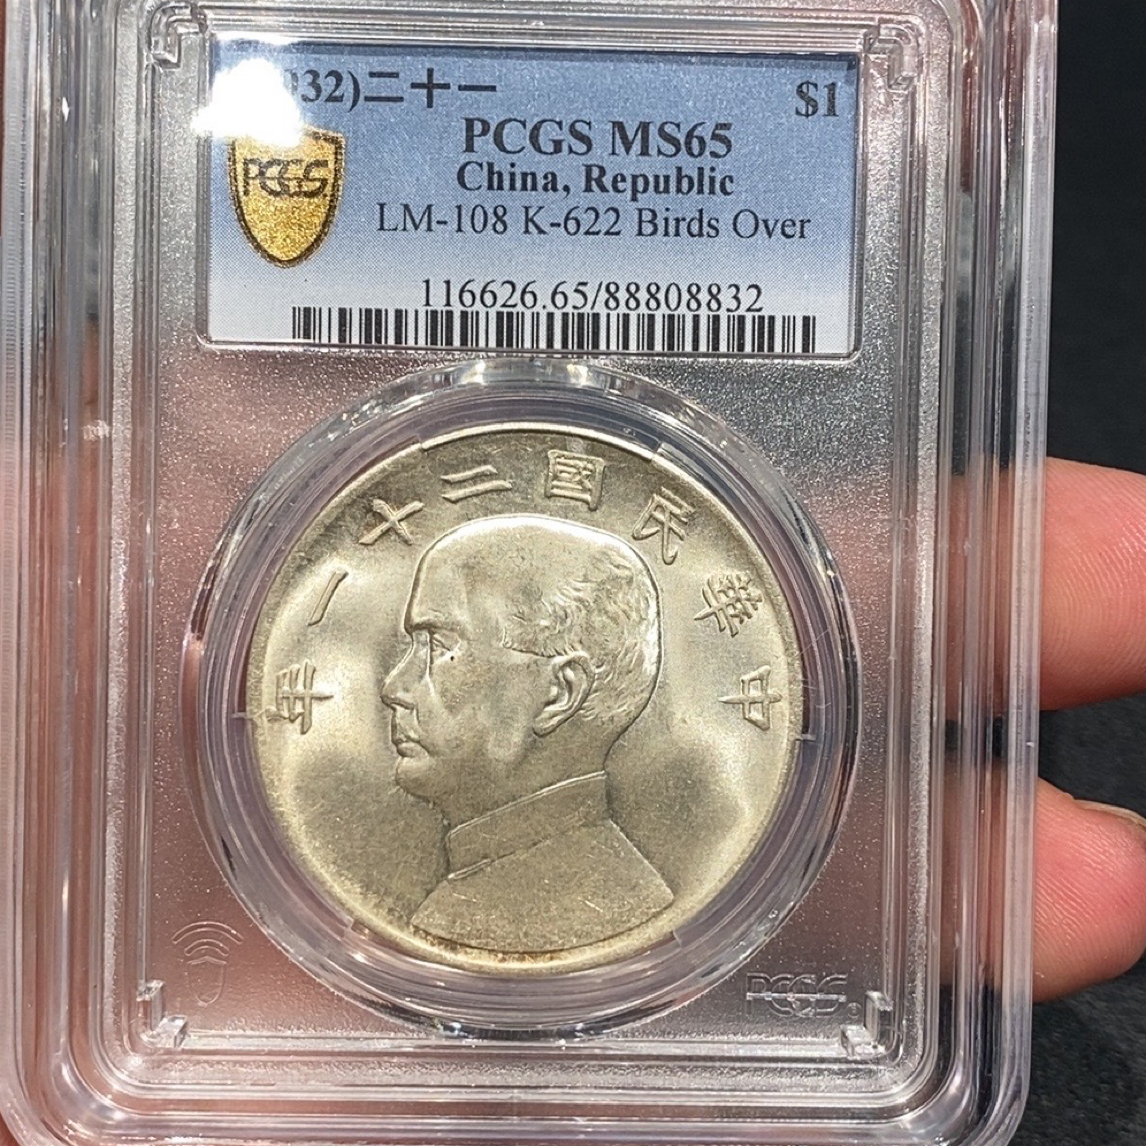 32)二十一
$1
PCGS MS65
China, Republic
LM-108 K-622 Birds Over
116626.65/88808832
PCGS
中華民國二十一年
PCGS